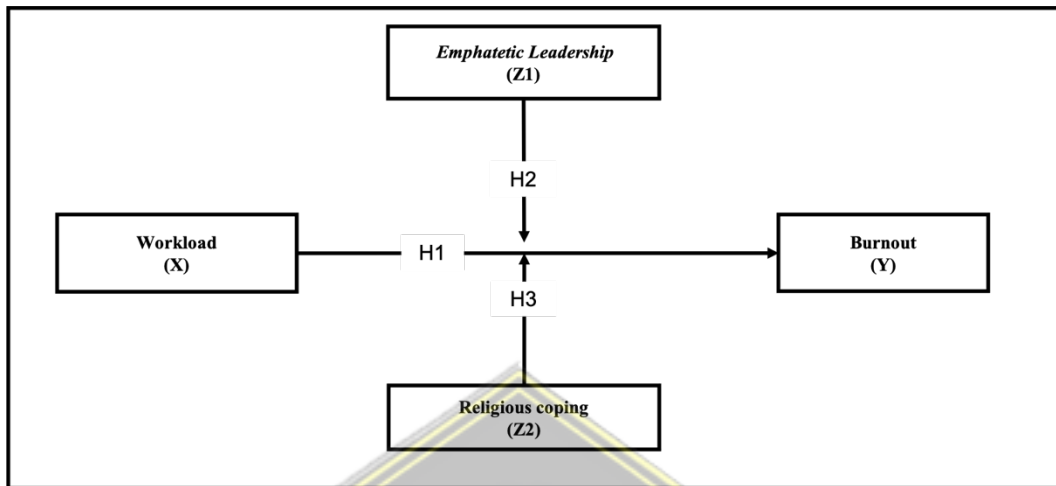 Emphatetic Leadership
(Z1)
H2
Workload
(X)
H1
Burnout
(Y)
H3
Religious coping
(Z2)